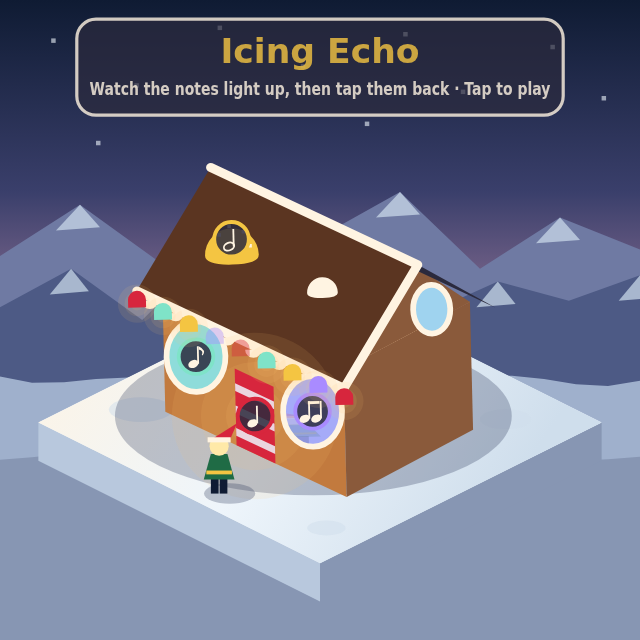 Icing Echo
Watch the notes light up, then tap them back · Tap to play